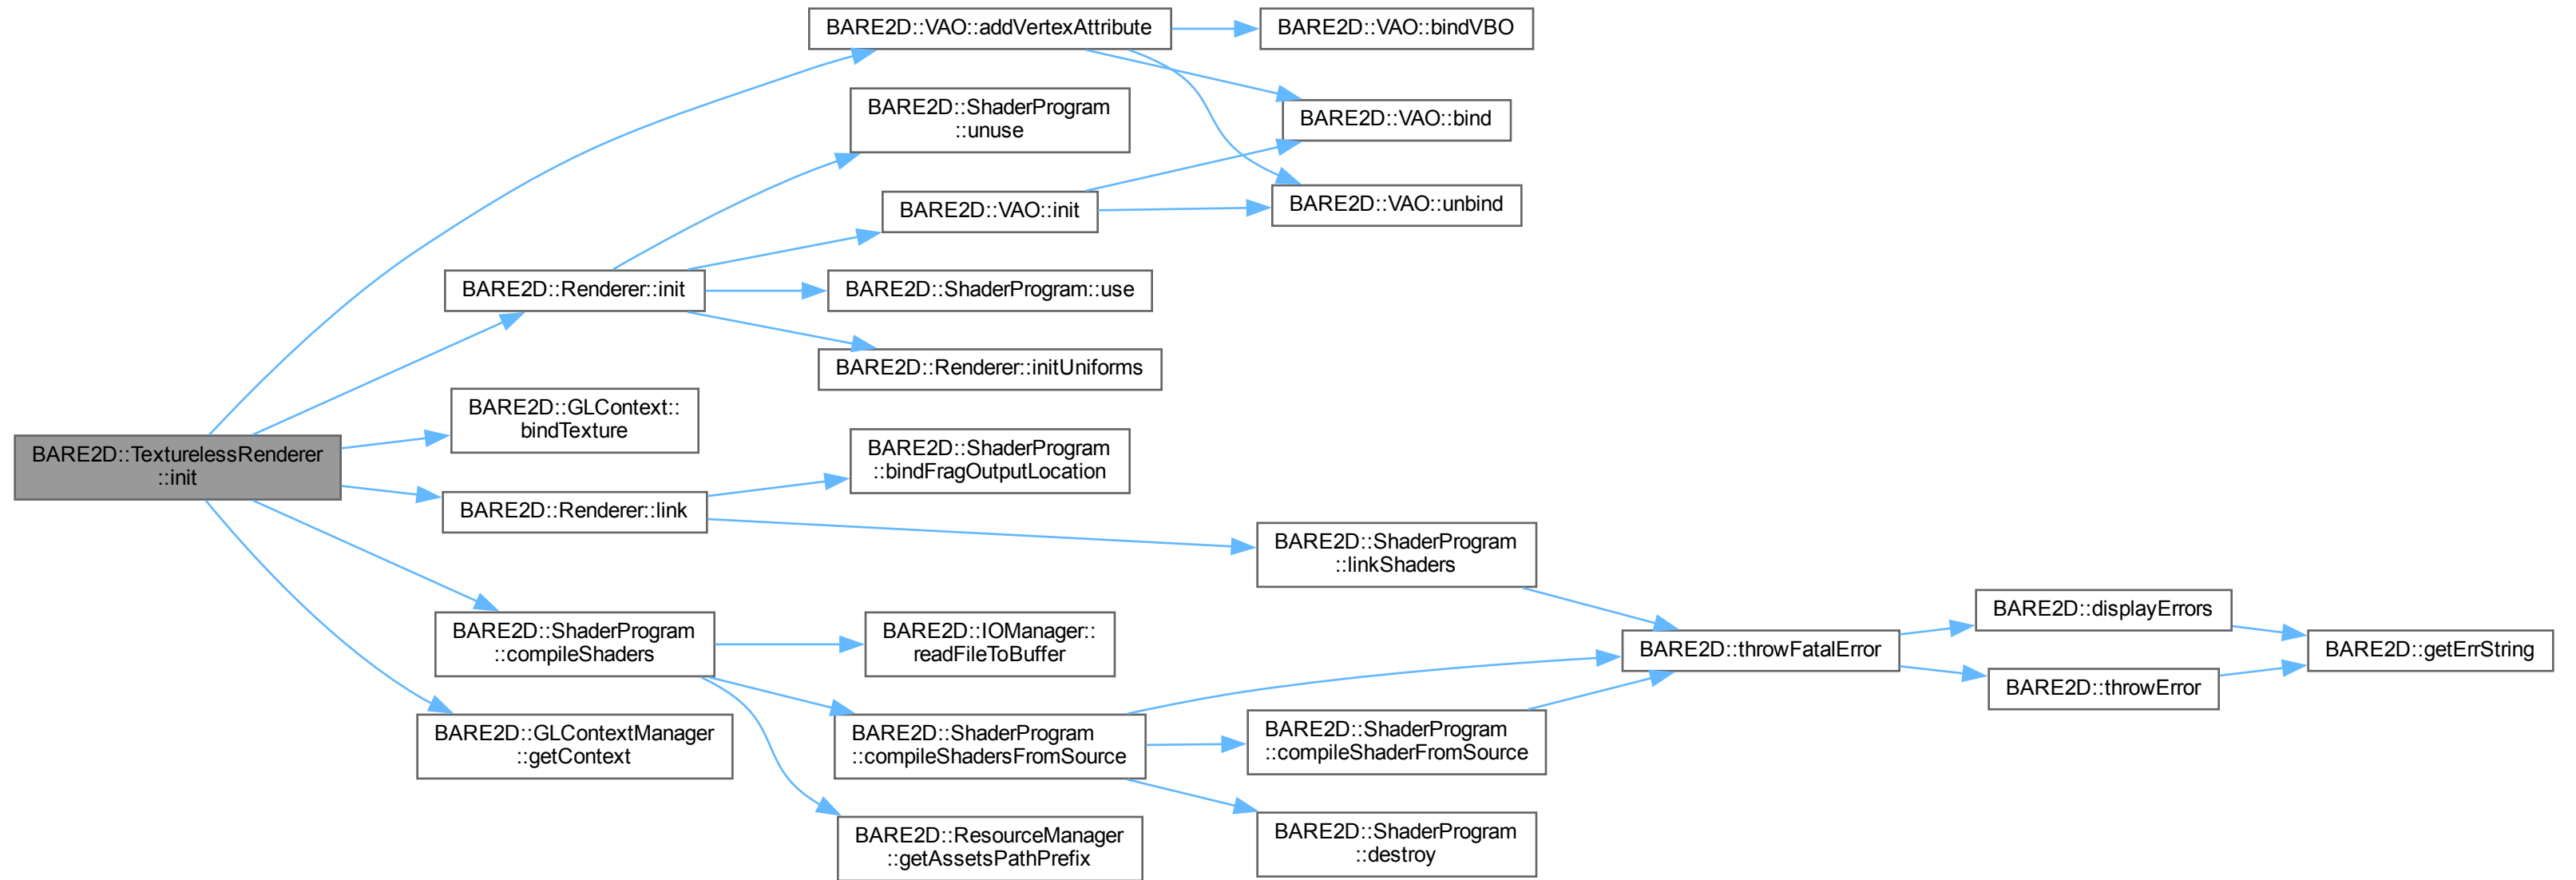 BARE2D::VAO::addVertexAttribute
BARE2D::VAO::bindVBO
BARE2D::ShaderProgram
::unuse
BARE2D::VAO::bind
BARE2D::VAO::init
BARE2D::VAO::unbind
BARE2D::Renderer::init
BARE2D::ShaderProgram::use
BARE2D::Renderer::initUniforms
BARE2D::GLContext::
bindTexture
BARE2D::TexturelessRenderer
::init
BARE2D::ShaderProgram
::bindFragOutputLocation
BARE2D::Renderer::link
BARE2D::ShaderProgram
::linkShaders
BARE2D::ShaderProgram
::compileShaders
BARE2D::IOManager::
readFileToBuffer
BARE2D::throwFatalError
BARE2D::displayErrors
BARE2D::getErrString
BARE2D::throwError
BARE2D::GLContextManager
::getContext
BARE2D::ShaderProgram
::compileShadersFromSource
BARE2D::ShaderProgram
::compileShaderFromSource
BARE2D::ResourceManager
::getAssetsPathPrefix
BARE2D::ShaderProgram
::destroy